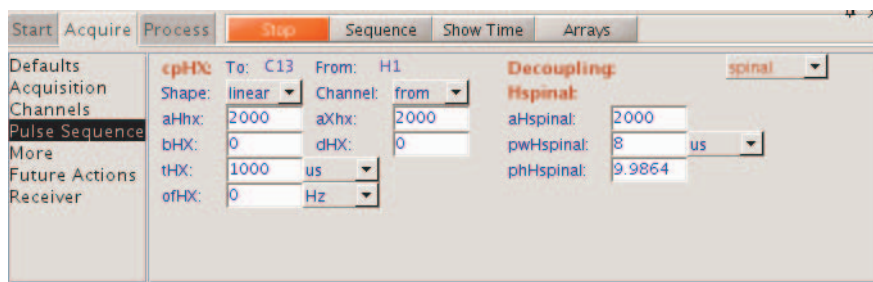 Start Acquire Process Stop Sequence Show Time Arrays
Defaults
Acquisition
Channels
Pulse Sequence
More
Future Actions
Receiver
cpHX: To: C13 From: H1
Shape: linear Channel: from
aHhx: 2000 aXhx: 2000
bHX: 0 dHX: 0
tHX: 1000 us
ofHX: 0 Hz
Decoupling: spinal
Hspinal:
aHspinal: 2000
pwHspinal: 8 us
phHspinal: 9.9864